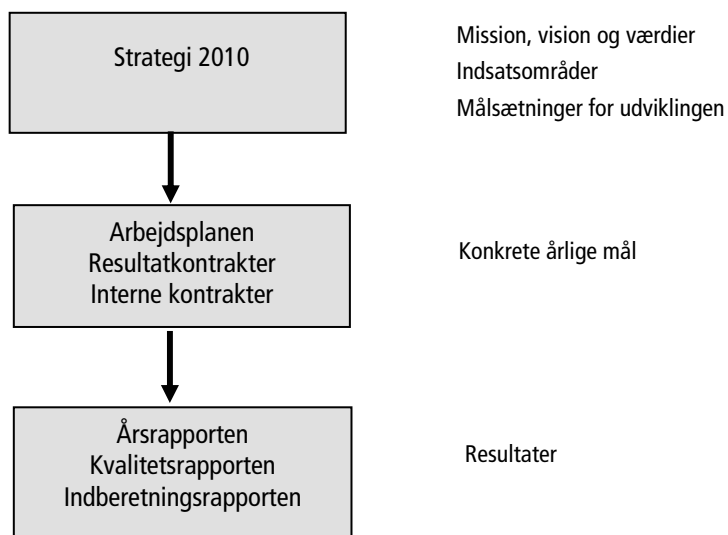 Strategi 2010
Mission, vision og værdier
Indsatsområder
Målsætninger for udviklingen
Arbejdsplanen
Resultatkontrakter
Interne kontrakter
Konkrete årlige mål
Årsrapporten
Kvalitetsrapporten
Indberetningsrapporten
Resultater